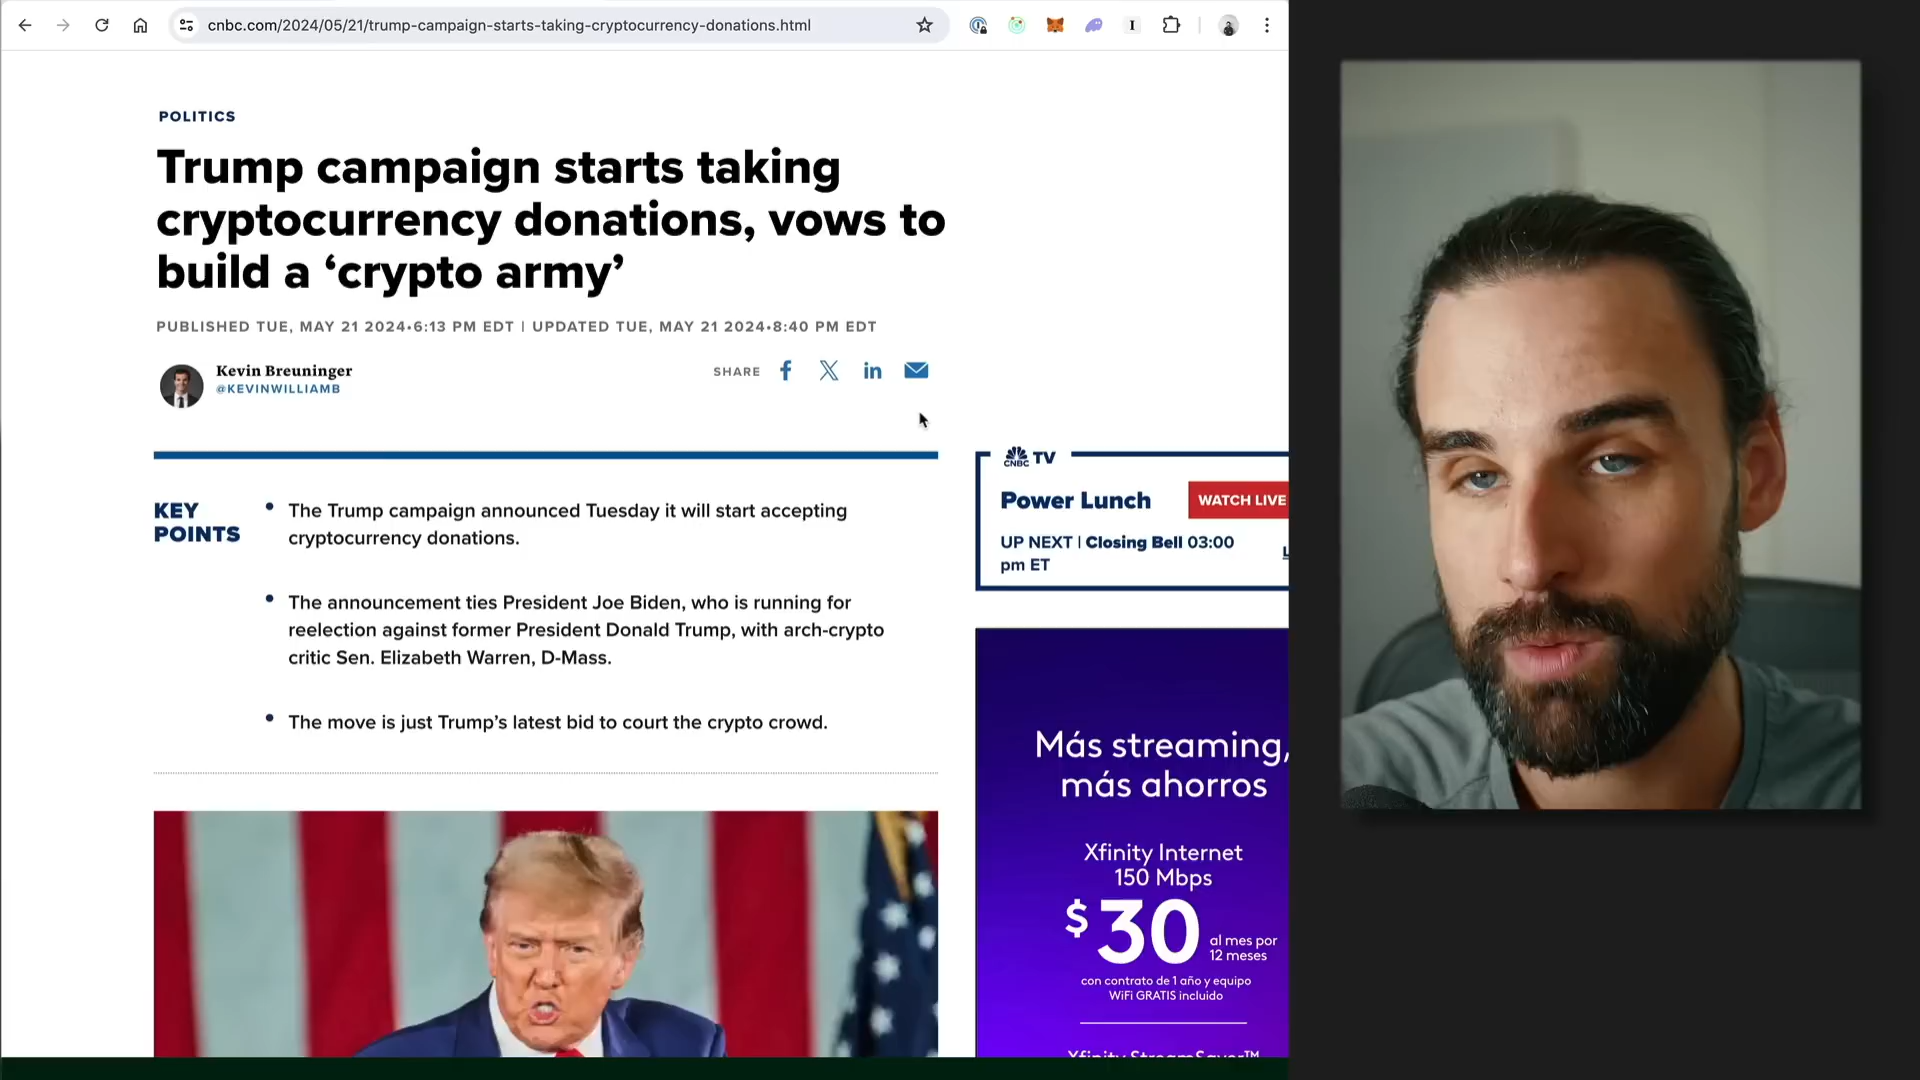 cnbc.com/2024/05/21/trump-campaign-starts-taking-cryptocurrency-donations.html
POLITICS
Trump campaign starts taking
cryptocurrency donations, vows to
build a ‘crypto army’
PUBLISHED TUE, MAY 21 2024•6:13 PM EDT | UPDATED TUE, MAY 21 2024•8:40 PM EDT
Kevin Breuninger
@KEVINWILLIAMB
SHARE
KEY
POINTS
The Trump campaign announced Tuesday it will start accepting
cryptocurrency donations.
The announcement ties President Joe Biden, who is running for
reelection against former President Donald Trump, with arch-crypto
critic Sen. Elizabeth Warren, D-Mass.
The move is just Trump’s latest bid to court the crypto crowd.
CNBC TV
Power Lunch
WATCH LIVE
UP NEXT | Closing Bell 03:00
pm ET
L
Más streaming,
más ahorros
Xfinity Internet
150 Mbps
$30
al mes por
12 meses
con contrato de 1 año y equipo
WiFi GRATIS incluido
Xfinity StreamSaver™